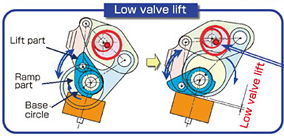 Low valve lift
Lift part
Ramp
part
Base
circle
Low valve lift